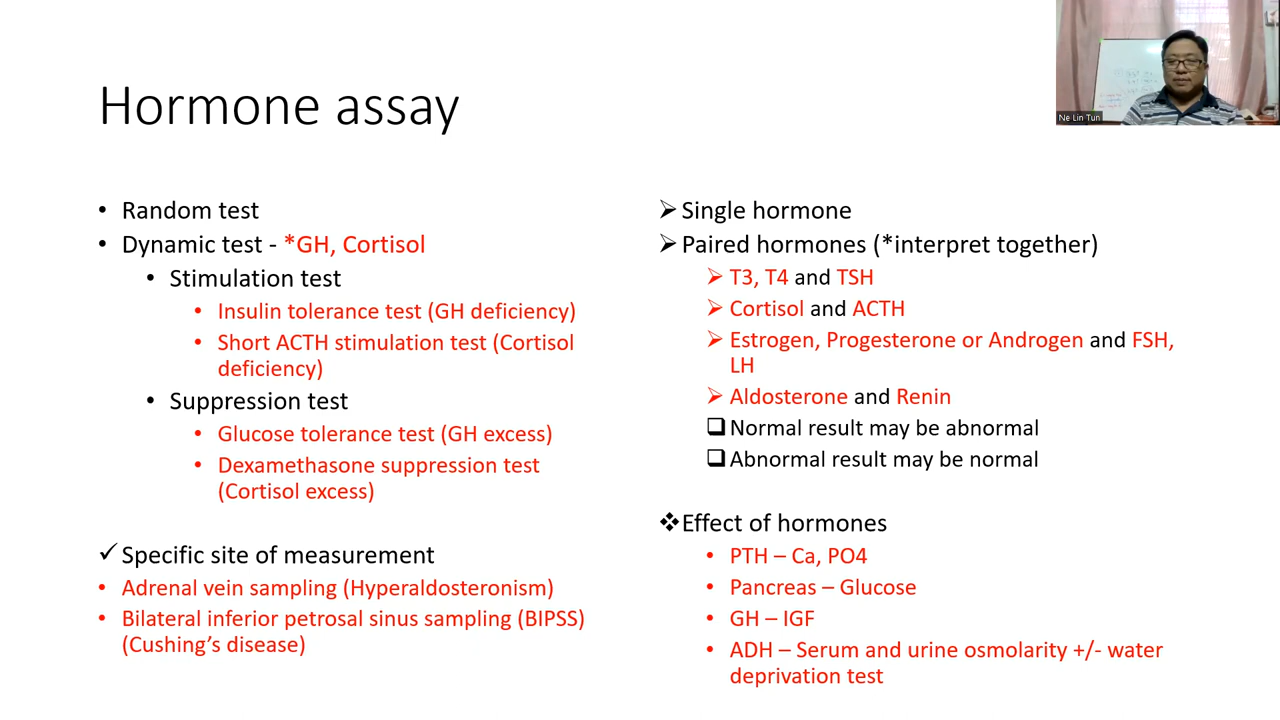 Hormone assay
Ne Lin Tun
• Random test
• Dynamic test - *GH, Cortisol
• Stimulation test
• Insulin tolerance test (GH deficiency)
• Short ACTH stimulation test (Cortisol
deficiency)
• Suppression test
• Glucose tolerance test (GH excess)
• Dexamethasone suppression test
(Cortisol excess)
✓ Specific site of measurement
• Adrenal vein sampling (Hyperaldosteronism)
• Bilateral inferior petrosal sinus sampling (BIPSS)
(Cushing’s disease)
➢ Single hormone
➢ Paired hormones (*interpret together)
➢ T3, T4 and TSH
➢ Cortisol and ACTH
➢ Estrogen, Progesterone or Androgen and FSH,
LH
➢ Aldosterone and Renin
❑ Normal result may be abnormal
❑ Abnormal result may be normal
❖ Effect of hormones
• PTH – Ca, PO4
• Pancreas – Glucose
• GH – IGF
• ADH – Serum and urine osmolarity +/- water
deprivation test